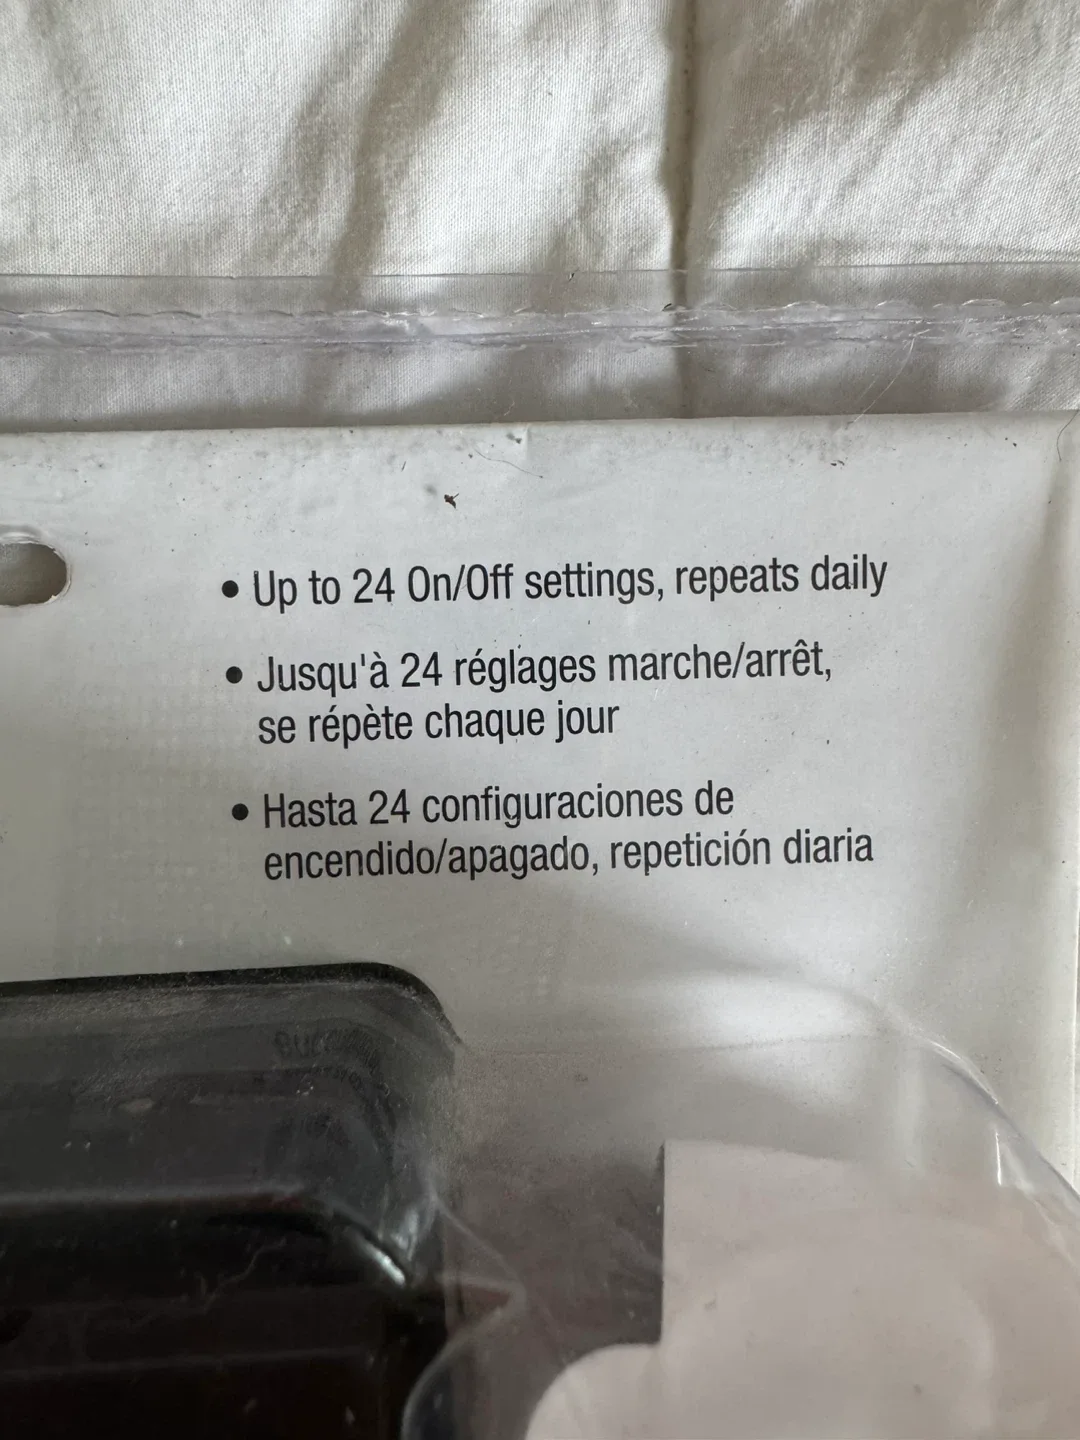 • Up to 24 On/Off settings, repeats daily
• Jusqu'à 24 réglages marche/arrêt,
se répète chaque jour
• Hasta 24 configuraciones de
encendido/apagado, repetición diaria